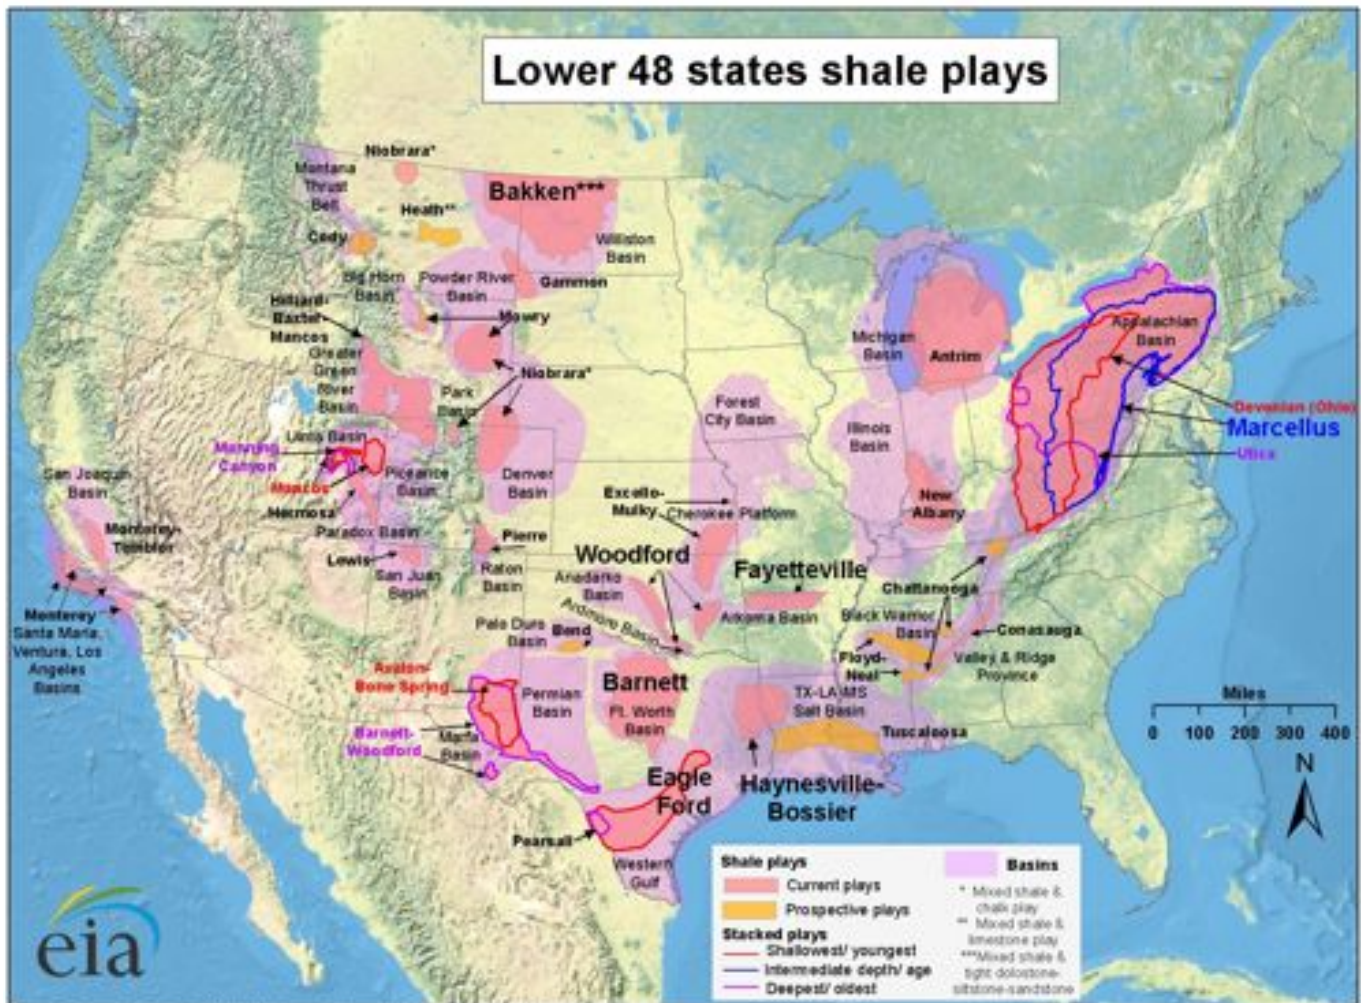 Lower 48 states shale plays
Niobrara*
Montana
Thrust
Belt
Bakken***
Heath**
Cody
Williston
Basin
Big Horn
Basin
Powder River
Basin
Gammon
Hilliard-
Baxter-
Mancos
Mowry
Michigan
Basin
Antrim
Appalachian
Basin
Greater
Green
River
Basin
Park
Basin
Niobrara*
Forest
City Basin
Illinois
Basin
Devonian (Ohio)
Marcellus
Utica
Uinta Basin
Manning
Canyon
Mancos
Piceance
Basin
Denver
Basin
San Joaquin
Basin
Hermosa
Paradox Basin
Excello-
Mulky
Cherokee Platform
New
Albany
Monterey-
Temblor
Lewis
San Juan
Basin
Pierre
Raton
Basin
Woodford
Anadarko
Basin
Ardmore Basin
Fayetteville
Arkoma Basin
Chattanooga
Black Warrior
Basin
Conasauga
Valley & Ridge
Province
Floyd-
Neal
Monterey
Santa Maria,
Ventura, Los
Angeles
Basins
Palo Duro
Basin
Bend
Avalon-
Bone Spring
Permian
Basin
Barnett
Ft. Worth
Basin
TX-LA-MS
Salt Basin
Tuscaloosa
Barnett-
Woodford
Marfa
Basin
Eagle
Ford
Haynesville-
Bossier
Pearsall
Western
Gulf
Miles
0 100 200 300 400
N
Shale plays
Current plays
Prospective plays
Stacked plays
Shallowest/ youngest
Intermediate depth/ age
Deepest/ oldest
Basins
* Mixed shale &
chalk play
** Mixed shale &
limestone play
***Mixed shale &
tight dolostone-
siltstone-sandstone
eia